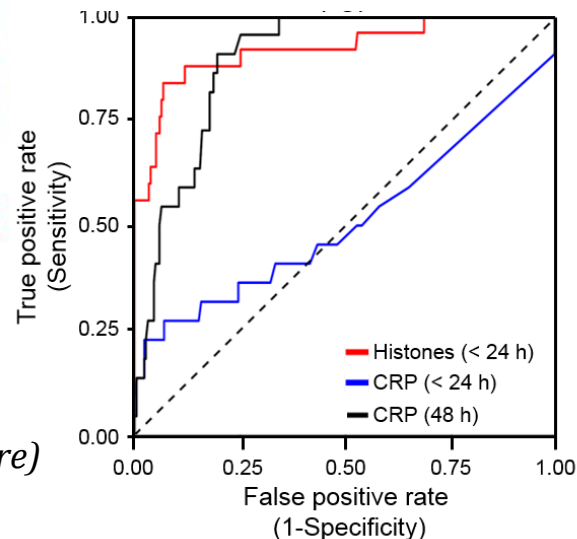 1.00
0.75
0.50
0.25
0.00
True positive rate
(Sensitivity)
Histones (< 24 h)
CRP (< 24 h)
CRP (48 h)
re)
0.00 0.25 0.50 0.75 1.00
False positive rate
(1-Specificity)